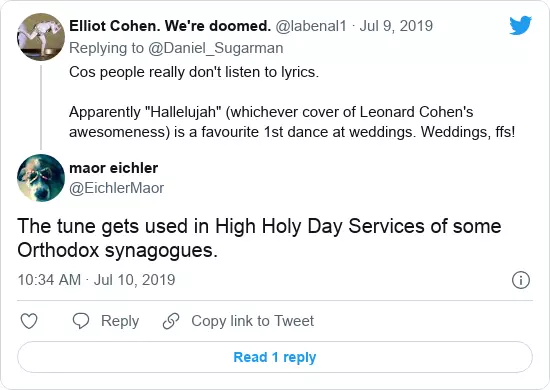 Elliot Cohen. We're doomed. @labenal1 · Jul 9, 2019
Replying to @Daniel_Sugarman
Cos people really don't listen to lyrics.
Apparently "Hallelujah" (whichever cover of Leonard Cohen's
awesomeness) is a favourite 1st dance at weddings. Weddings, ffs!
maor eichler
@EichlerMaor
The tune gets used in High Holy Day Services of some
Orthodox synagogues.
10:34 AM · Jul 10, 2019
Reply
Copy link to Tweet
Read 1 reply